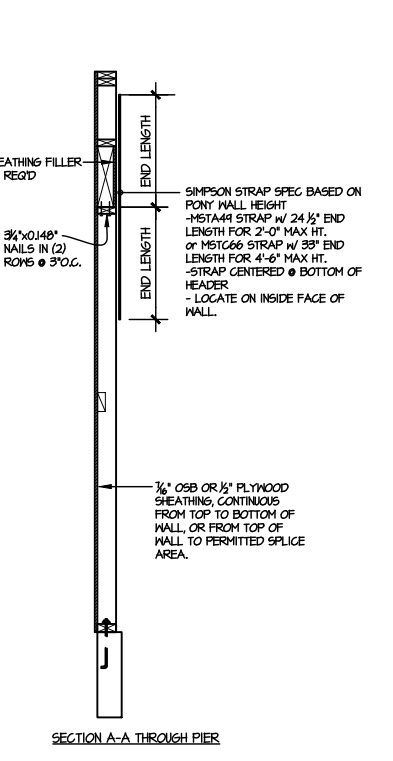 END LENGTH
EATHING FILLER
REQ'D
SIMPSON STRAP SPEC BASED ON
PONY WALL HEIGHT
-MSTA49 STRAP w/ 24 ½" END
LENGTH FOR 2'-0" MAX HT.
or MSTC66 STRAP w/ 33" END
LENGTH FOR 4'-6" MAX HT.
-STRAP CENTERED @ BOTTOM OF
HEADER
- LOCATE ON INSIDE FACE OF
WALL.
3¼"x0.148"
NAILS IN (2)
ROWS @ 3"O.C.
END LENGTH
7/16" OSB OR ½" PLYWOOD
SHEATHING, CONTINUOUS
FROM TOP TO BOTTOM OF
WALL, OR FROM TOP OF
WALL TO PERMITTED SPLICE
AREA.
SECTION A-A THROUGH PIER